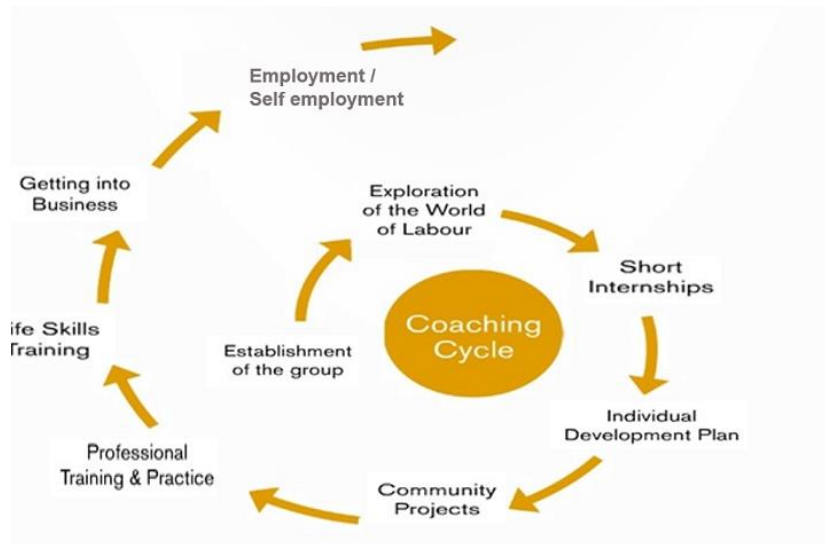 Employment /
Self employment
Getting into
Business
Exploration
of the World
of Labour
Short
Internships
Coaching
Cycle
ife Skills
Training
Establishment
of the group
Individual
Development Plan
Professional
Training & Practice
Community
Projects